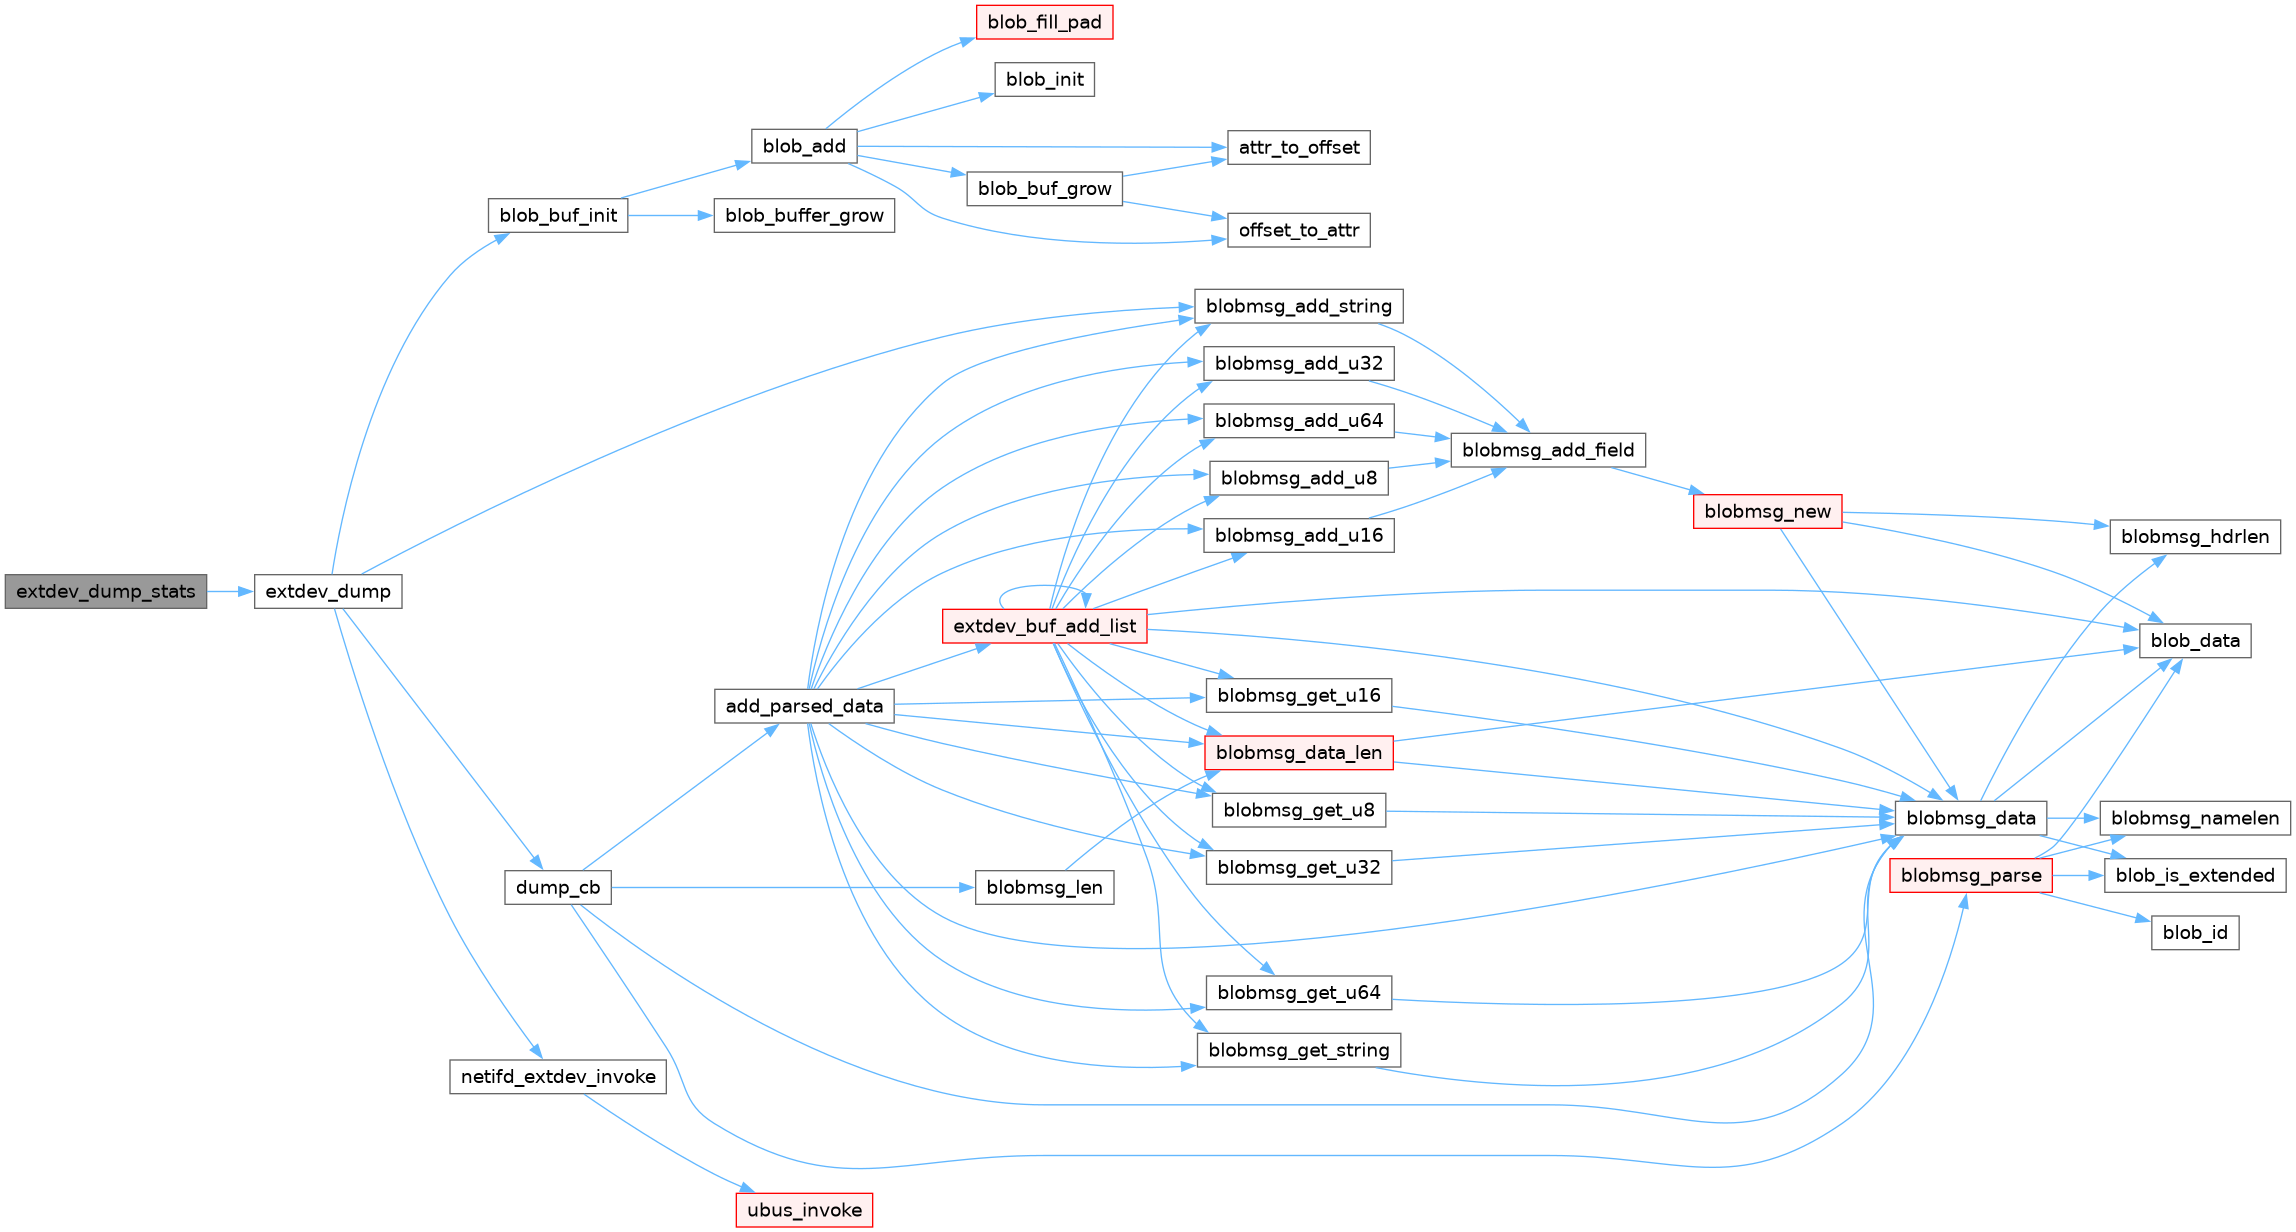 blob_fill_pad
blob_init
blob_add
attr_to_offset
blob_buf_grow
blob_buf_init
blob_buffer_grow
offset_to_attr
blobmsg_add_string
blobmsg_add_u32
blobmsg_add_u64
blobmsg_add_field
blobmsg_add_u8
blobmsg_new
blobmsg_add_u16
blobmsg_hdrlen
extdev_dump_stats
extdev_dump
extdev_buf_add_list
blob_data
blobmsg_get_u16
add_parsed_data
blobmsg_data_len
blobmsg_get_u8
blobmsg_data
blobmsg_namelen
blobmsg_get_u32
blobmsg_parse
blob_is_extended
dump_cb
blobmsg_len
blob_id
blobmsg_get_u64
blobmsg_get_string
netifd_extdev_invoke
ubus_invoke